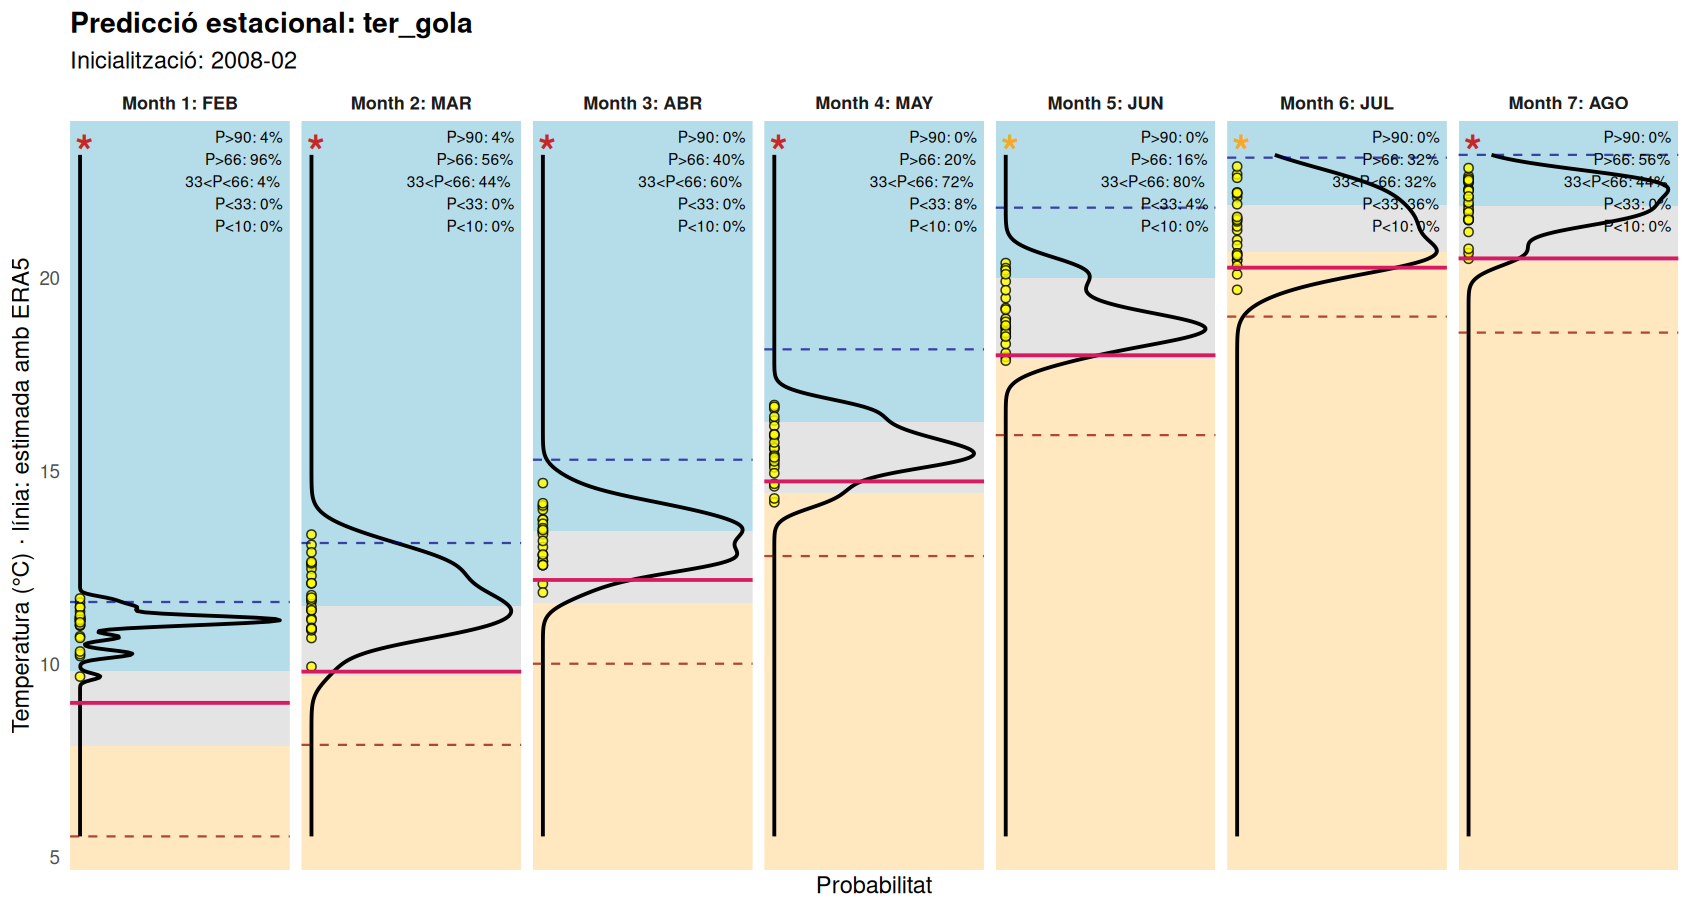 Predicció estacional: ter_gola
Inicialització: 2008-02
Month 1: FEB
Month 2: MAR
Month 3: ABR
Month 4: MAY
Month 5: JUN
Month 6: JUL
Month 7: AGO
*
P>90: 4%
P>66: 96%
33<P<66: 4%
P<33: 0%
P<10: 0%
*
P>90: 4%
P>66: 56%
33<P<66: 44%
P<33: 0%
P<10: 0%
*
P>90: 0%
P>66: 40%
33<P<66: 60%
P<33: 0%
P<10: 0%
*
P>90: 0%
P>66: 20%
33<P<66: 72%
P<33: 8%
P<10: 0%
*
P>90: 0%
P>66: 16%
33<P<66: 80%
P<33: 4%
P<10: 0%
*
P>90: 0%
P>66: 32%
33<P<66: 32%
P<33: 36%
P<10: 0%
*
P>90: 0%
P>66: 56%
33<P<66: 44%
P<33: 0%
P<10: 0%
Temperatura (°C) · línia: estimada amb ERA5
20
15
10
5
Probabilitat